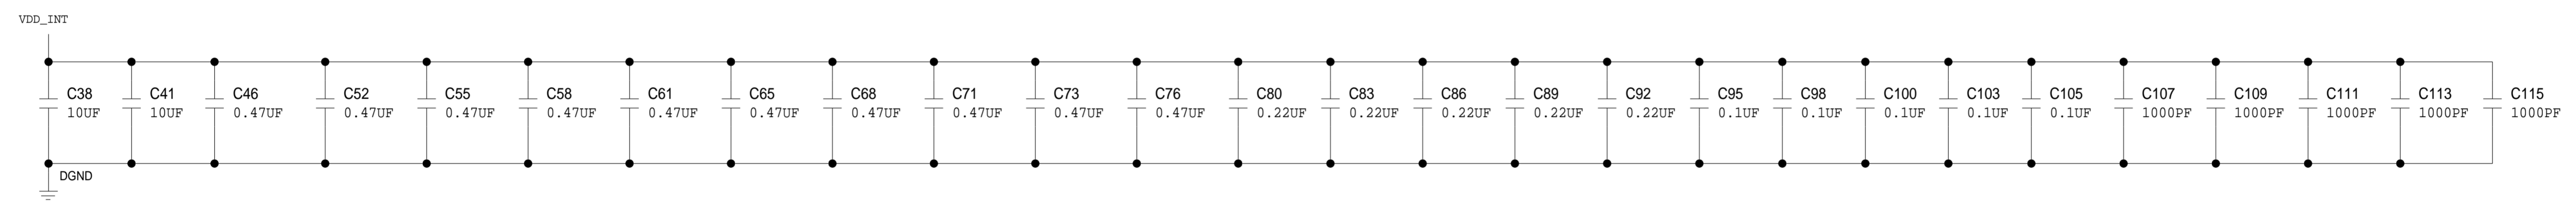 VDD_INT
C38 C41 C46 C52 C55 C58 C61 C65 C68 C71 C73 C76 C80 C83 C86 C89 C92 C95 C98 C100 C103 C105 C107 C109 C111 C113 C115
10UF 10UF 0.47UF 0.47UF 0.47UF 0.47UF 0.47UF 0.47UF 0.47UF 0.47UF 0.47UF 0.47UF 0.22UF 0.22UF 0.22UF 0.22UF 0.22UF 0.1UF 0.1UF 0.1UF 0.1UF 0.1UF 1000PF 1000PF 1000PF 1000PF 1000PF
DGND